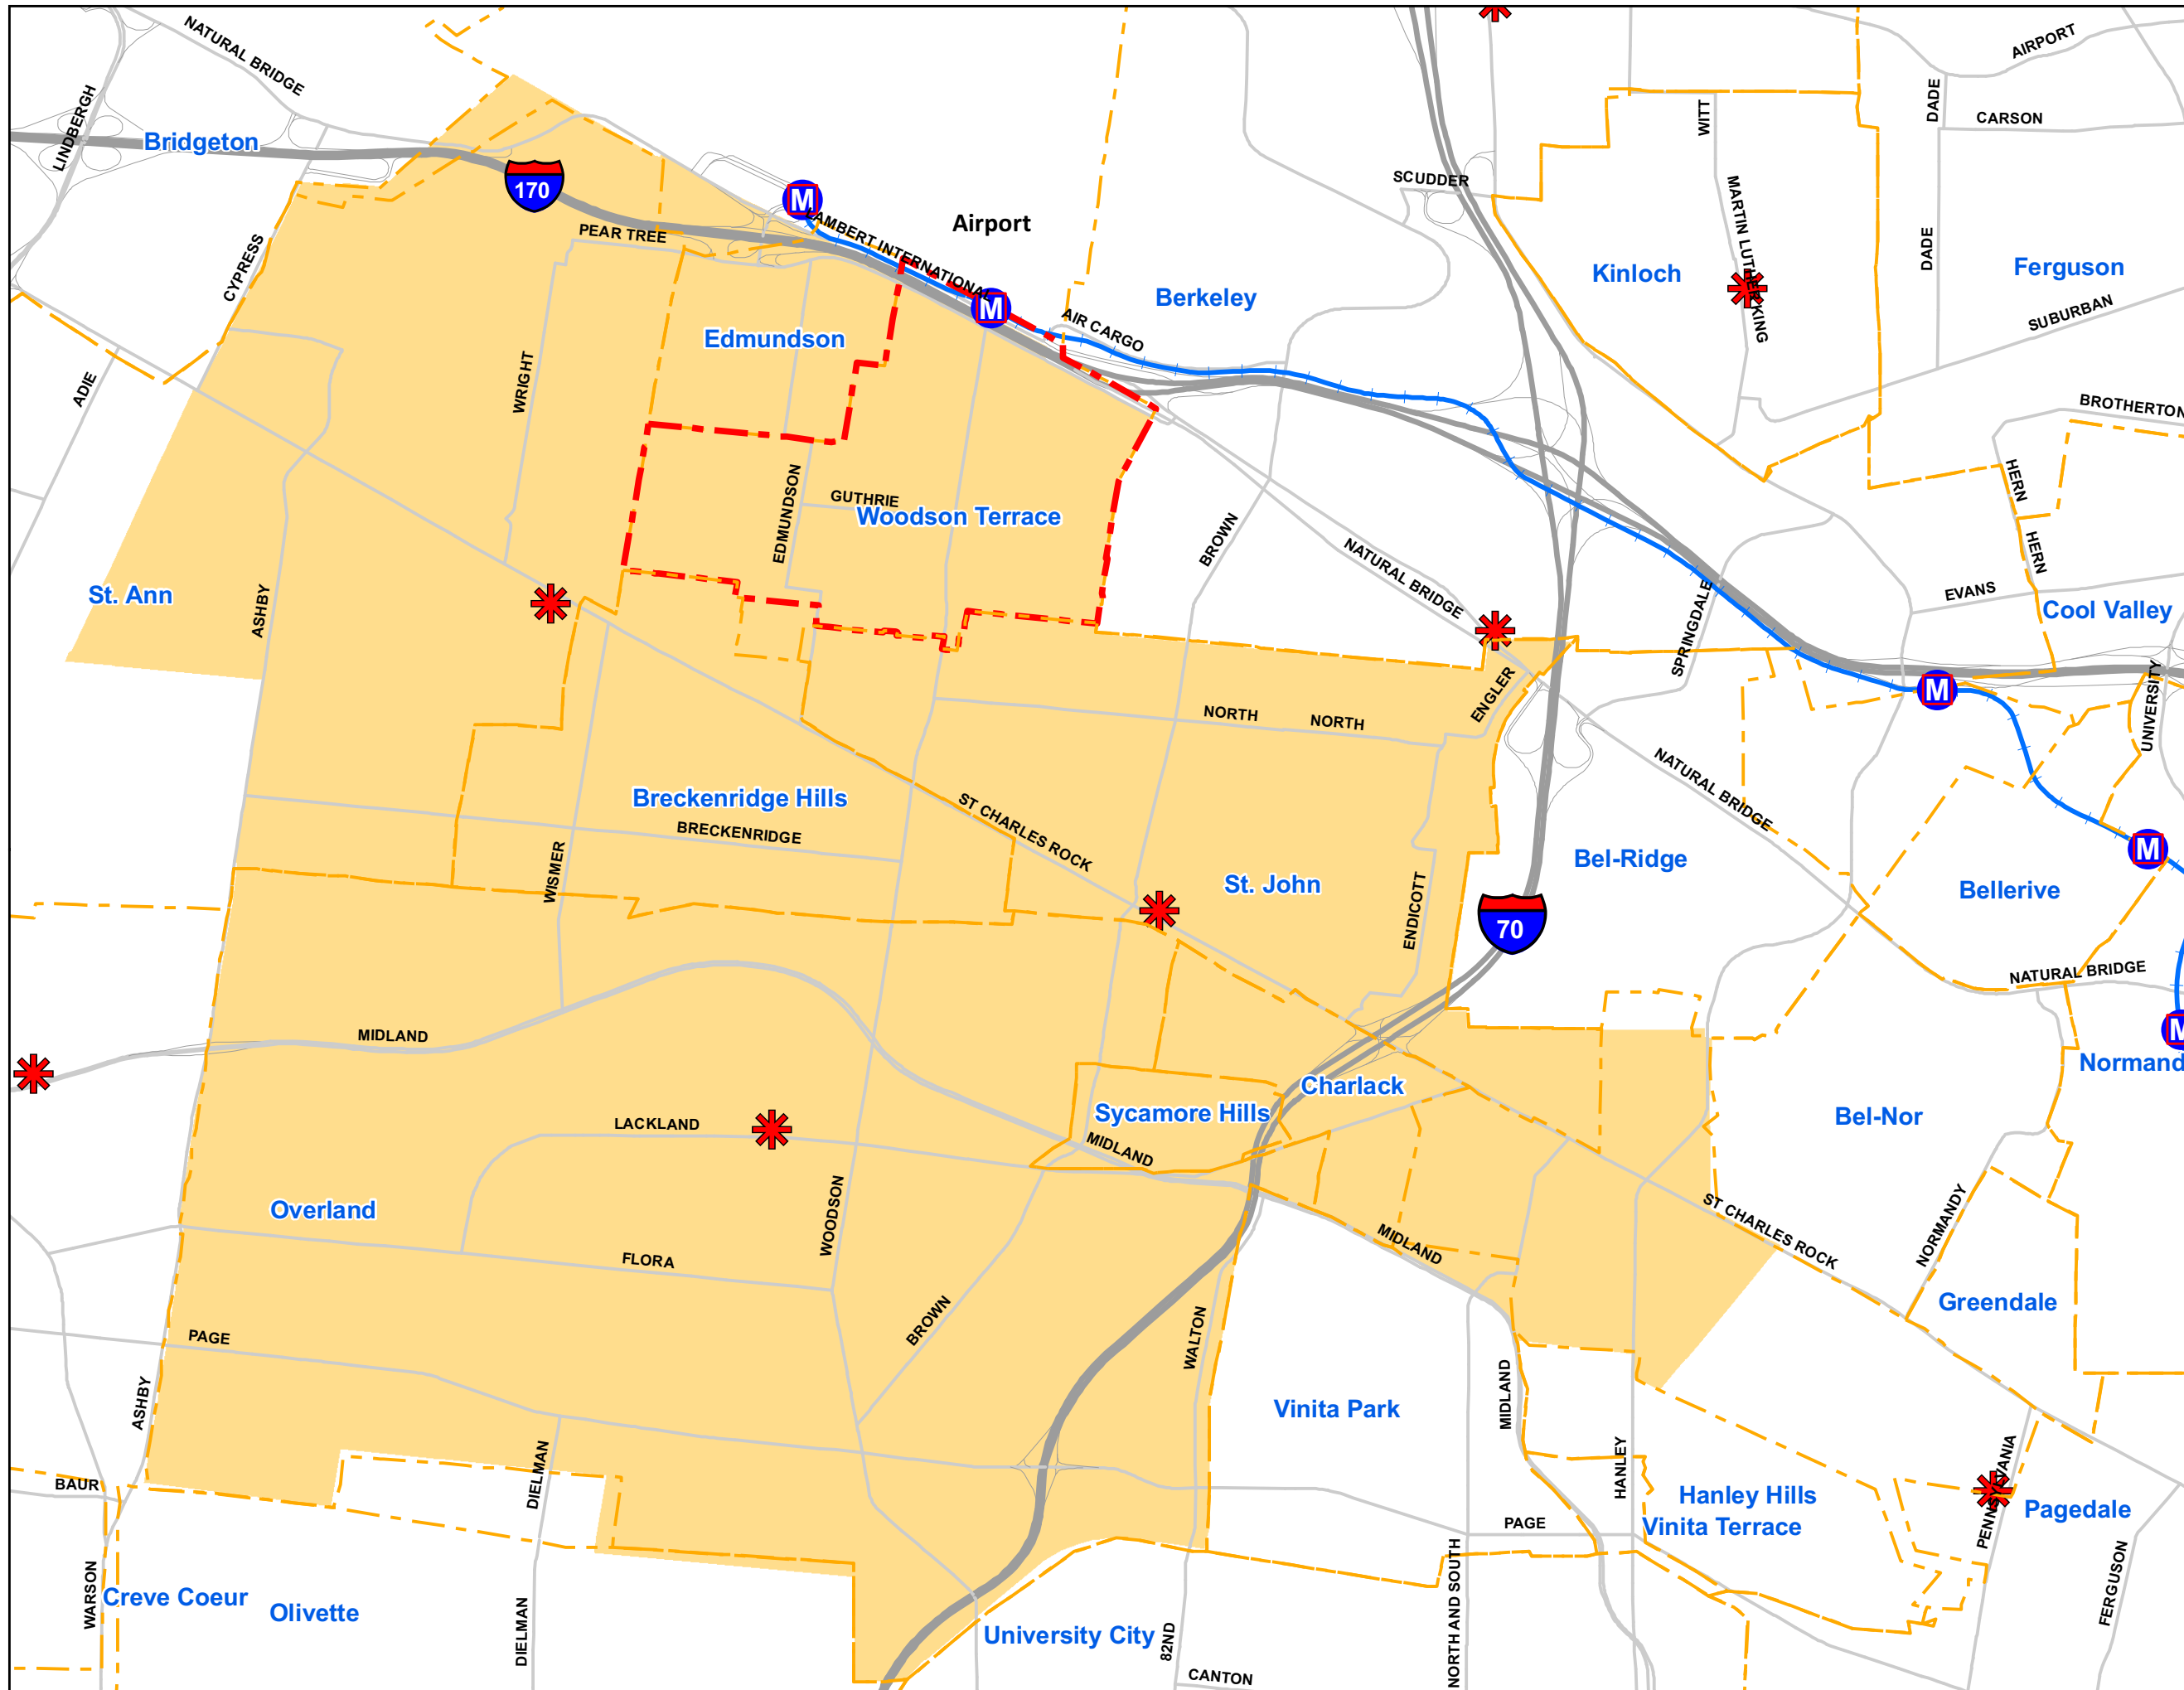 NATURAL BRIDGE
AIRPORT
LINDBERGH
DADE
WITT
CARSON
Bridgeton
170
M
SCUDDER
LAMBERT INTERNATIONAL
Airport
MARTIN LUTHER KING
DADE
PEAR TREE
CYPRESS
Kinloch
Ferguson
Berkeley
M
SUBURBAN
AIR CARGO
Edmundson
WRIGHT
ADIE
BROTHERTON
HERN
EDMUNDSON
GUTHRIE
Woodson Terrace
BROWN
HERN
NATURAL BRIDGE
St. Ann
ASHBY
EVANS
SPRINGDALE
Cool Valley
ENGLER
M
UNIVERSITY
NORTH
NORTH
NATURAL BRIDGE
Breckenridge Hills
ST CHARLES ROCK
BRECKENRIDGE
M
Bel-Ridge
WISMER
St. John
Bellerive
ENDICOTT
70
NATURAL BRIDGE
M
MIDLAND
Normand
Charlack
Sycamore Hills
Bel-Nor
LACKLAND
MIDLAND
Overland
WOODSON
ST CHARLES ROCK
NORMANDY
MIDLAND
FLORA
Greendale
BROWN
WALTON
PAGE
MIDLAND
ASHBY
Vinita Park
HANLEY
DIELMAN
BAUR
Hanley Hills
PENNSYLVANIA
Pagedale
PAGE
Vinita Terrace
WARSON
Creve Coeur
Olivette
DIELMAN
University City
82ND
NORTH AND SOUTH
FERGUSON
CANTON